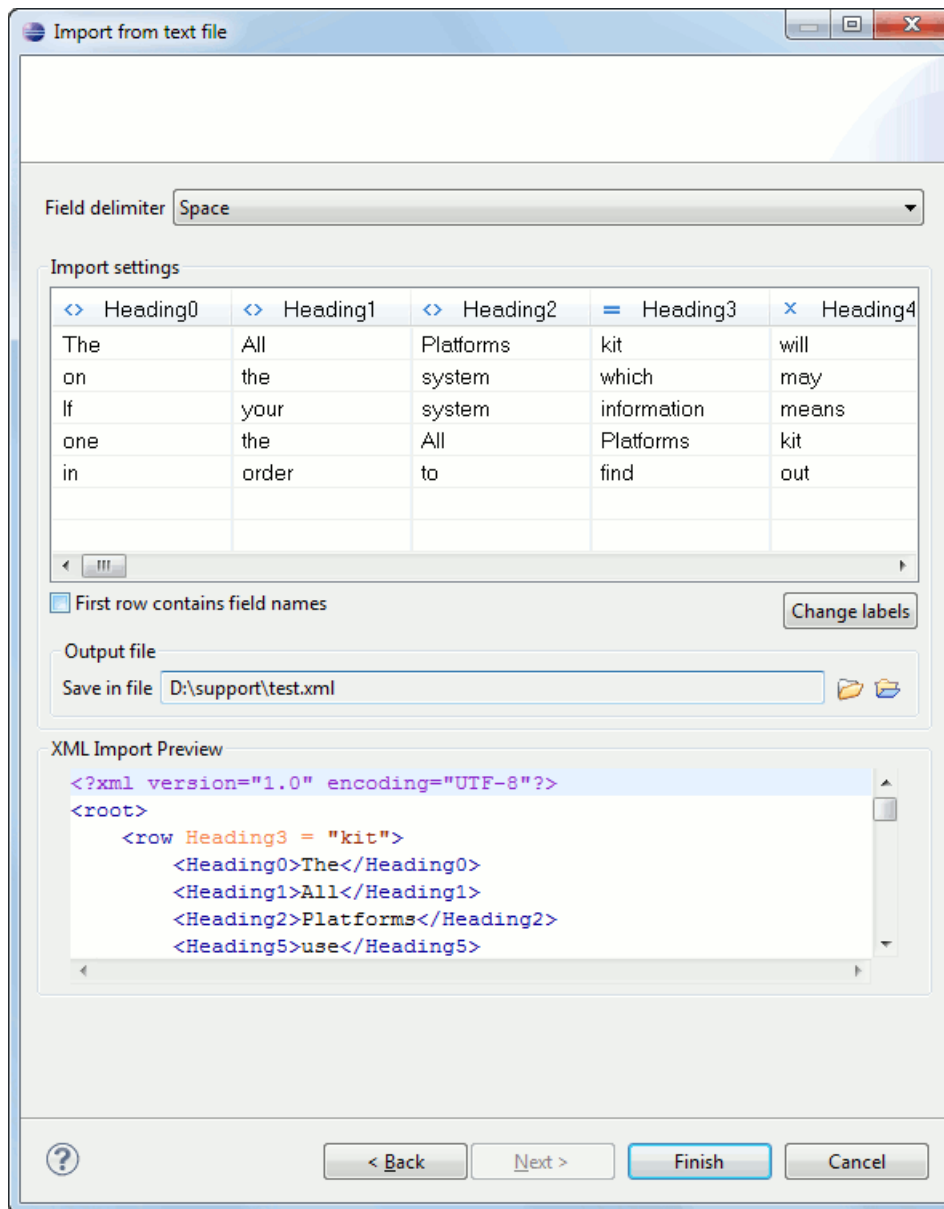 Import from text file
Field delimiter Space
Import settings
<> Heading0 <> Heading1 <> Heading2 = Heading3 × Heading4
The All Platforms kit will
on the system which may
If your system information means
one the All Platforms kit
in order to find out
First row contains field names Change labels
Output file
Save in file D:\support\test.xml
XML Import Preview
<?xml version="1.0" encoding="UTF-8"?>
<root>
<row Heading3 = "kit">
<Heading0>The</Heading0>
<Heading1>All</Heading1>
<Heading2>Platforms</Heading2>
<Heading5>use</Heading5>
? < Back Next > Finish Cancel